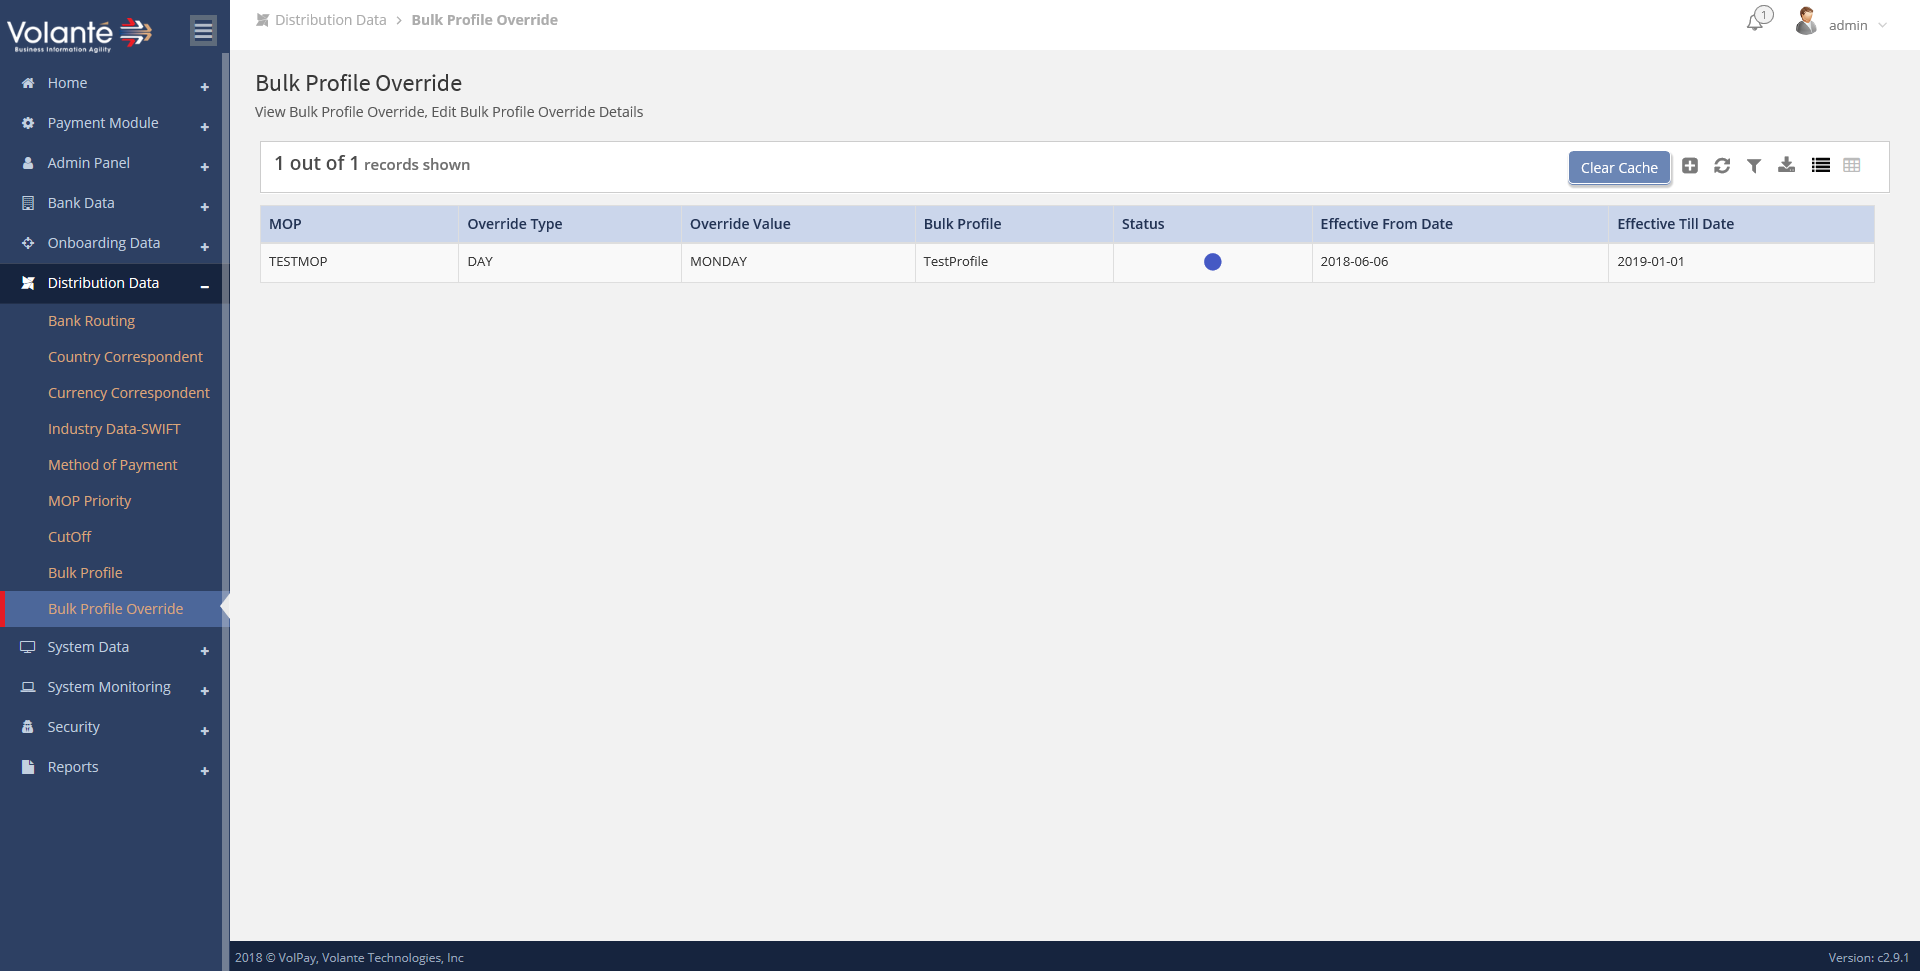 Volanté
Business Information Agility
Home
Payment Module
Admin Panel
Bank Data
Onboarding Data
Distribution Data
Bank Routing
Country Correspondent
Currency Correspondent
Industry Data-SWIFT
Method of Payment
MOP Priority
CutOff
Bulk Profile
Bulk Profile Override
System Data
System Monitoring
Security
Reports
Distribution Data > Bulk Profile Override
1
admin
Bulk Profile Override
View Bulk Profile Override, Edit Bulk Profile Override Details
1 out of 1 records shown
Clear Cache
MOP Override Type Override Value Bulk Profile Status Effective From Date Effective Till Date
TESTMOP DAY MONDAY TestProfile 2018-06-06 2019-01-01
2018 © VolPay, Volante Technologies, Inc
Version: c2.9.1